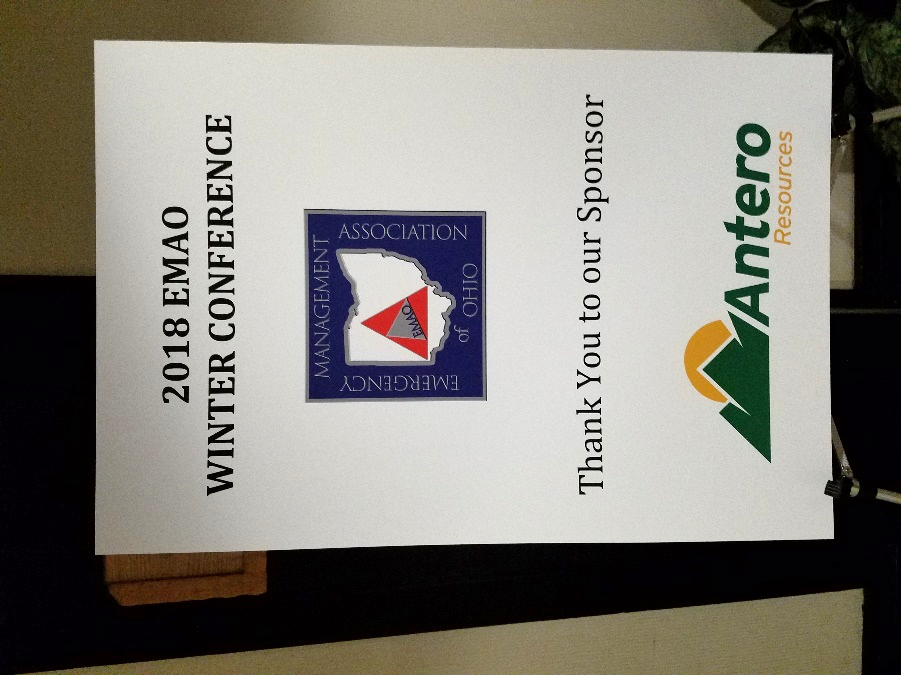 2018 EMAO
WINTER CONFERENCE
EMERGENCY
MANAGEMENT
ASSOCIATION
of OHIO
EMAO
Thank You to our Sponsor
Antero
Resources